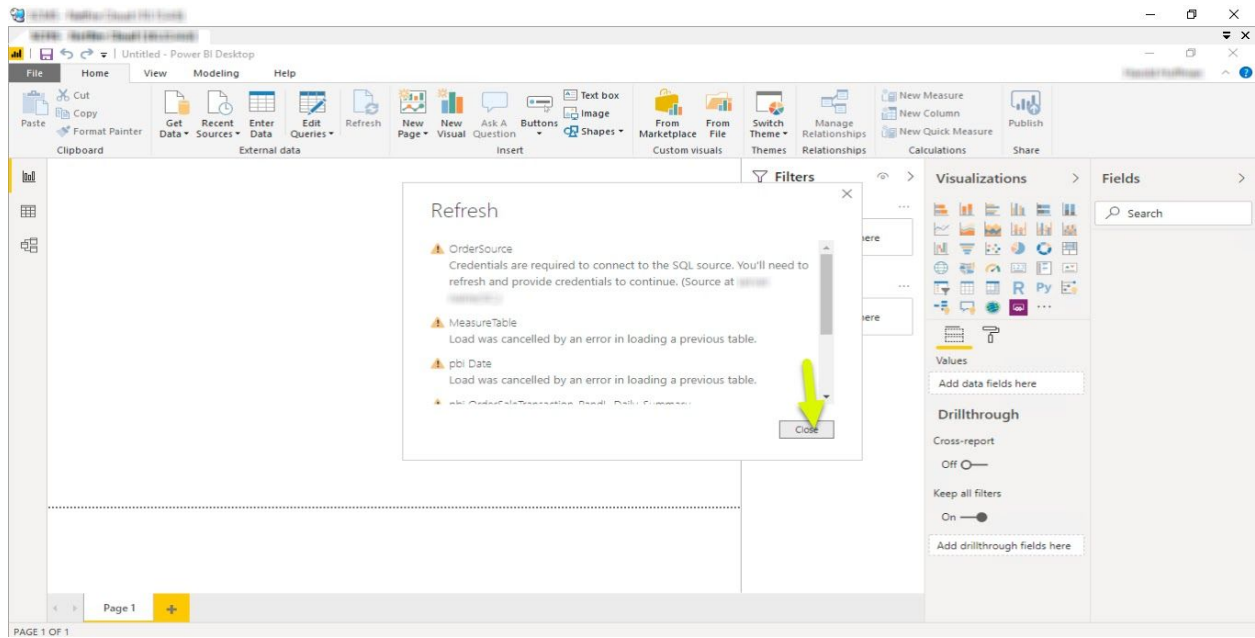 Untitled - Power BI Desktop
File Home View Modeling Help
Paste
Cut
Copy
Format Painter
Clipboard
Get Data
Recent Sources
Enter Data
Edit Queries
Refresh
External data
New Page
New Visual
Ask A Question
Buttons
Text box
Image
Shapes
Insert
From Marketplace
From File
Custom visuals
Switch Theme
Themes
Manage Relationships
Relationships
New Measure
New Column
New Quick Measure
Calculations
Publish
Share
Filters
ere
ere
Refresh
OrderSource
Credentials are required to connect to the SQL source. You'll need to
refresh and provide credentials to continue. (Source at
MeasureTable
Load was cancelled by an error in loading a previous table.
pbi Date
Load was cancelled by an error in loading a previous table.
Close
Visualizations
R Py
Values
Add data fields here
Drillthrough
Cross-report
Off
Keep all filters
On
Add drillthrough fields here
Fields
Search
Page 1
PAGE 1 OF 1